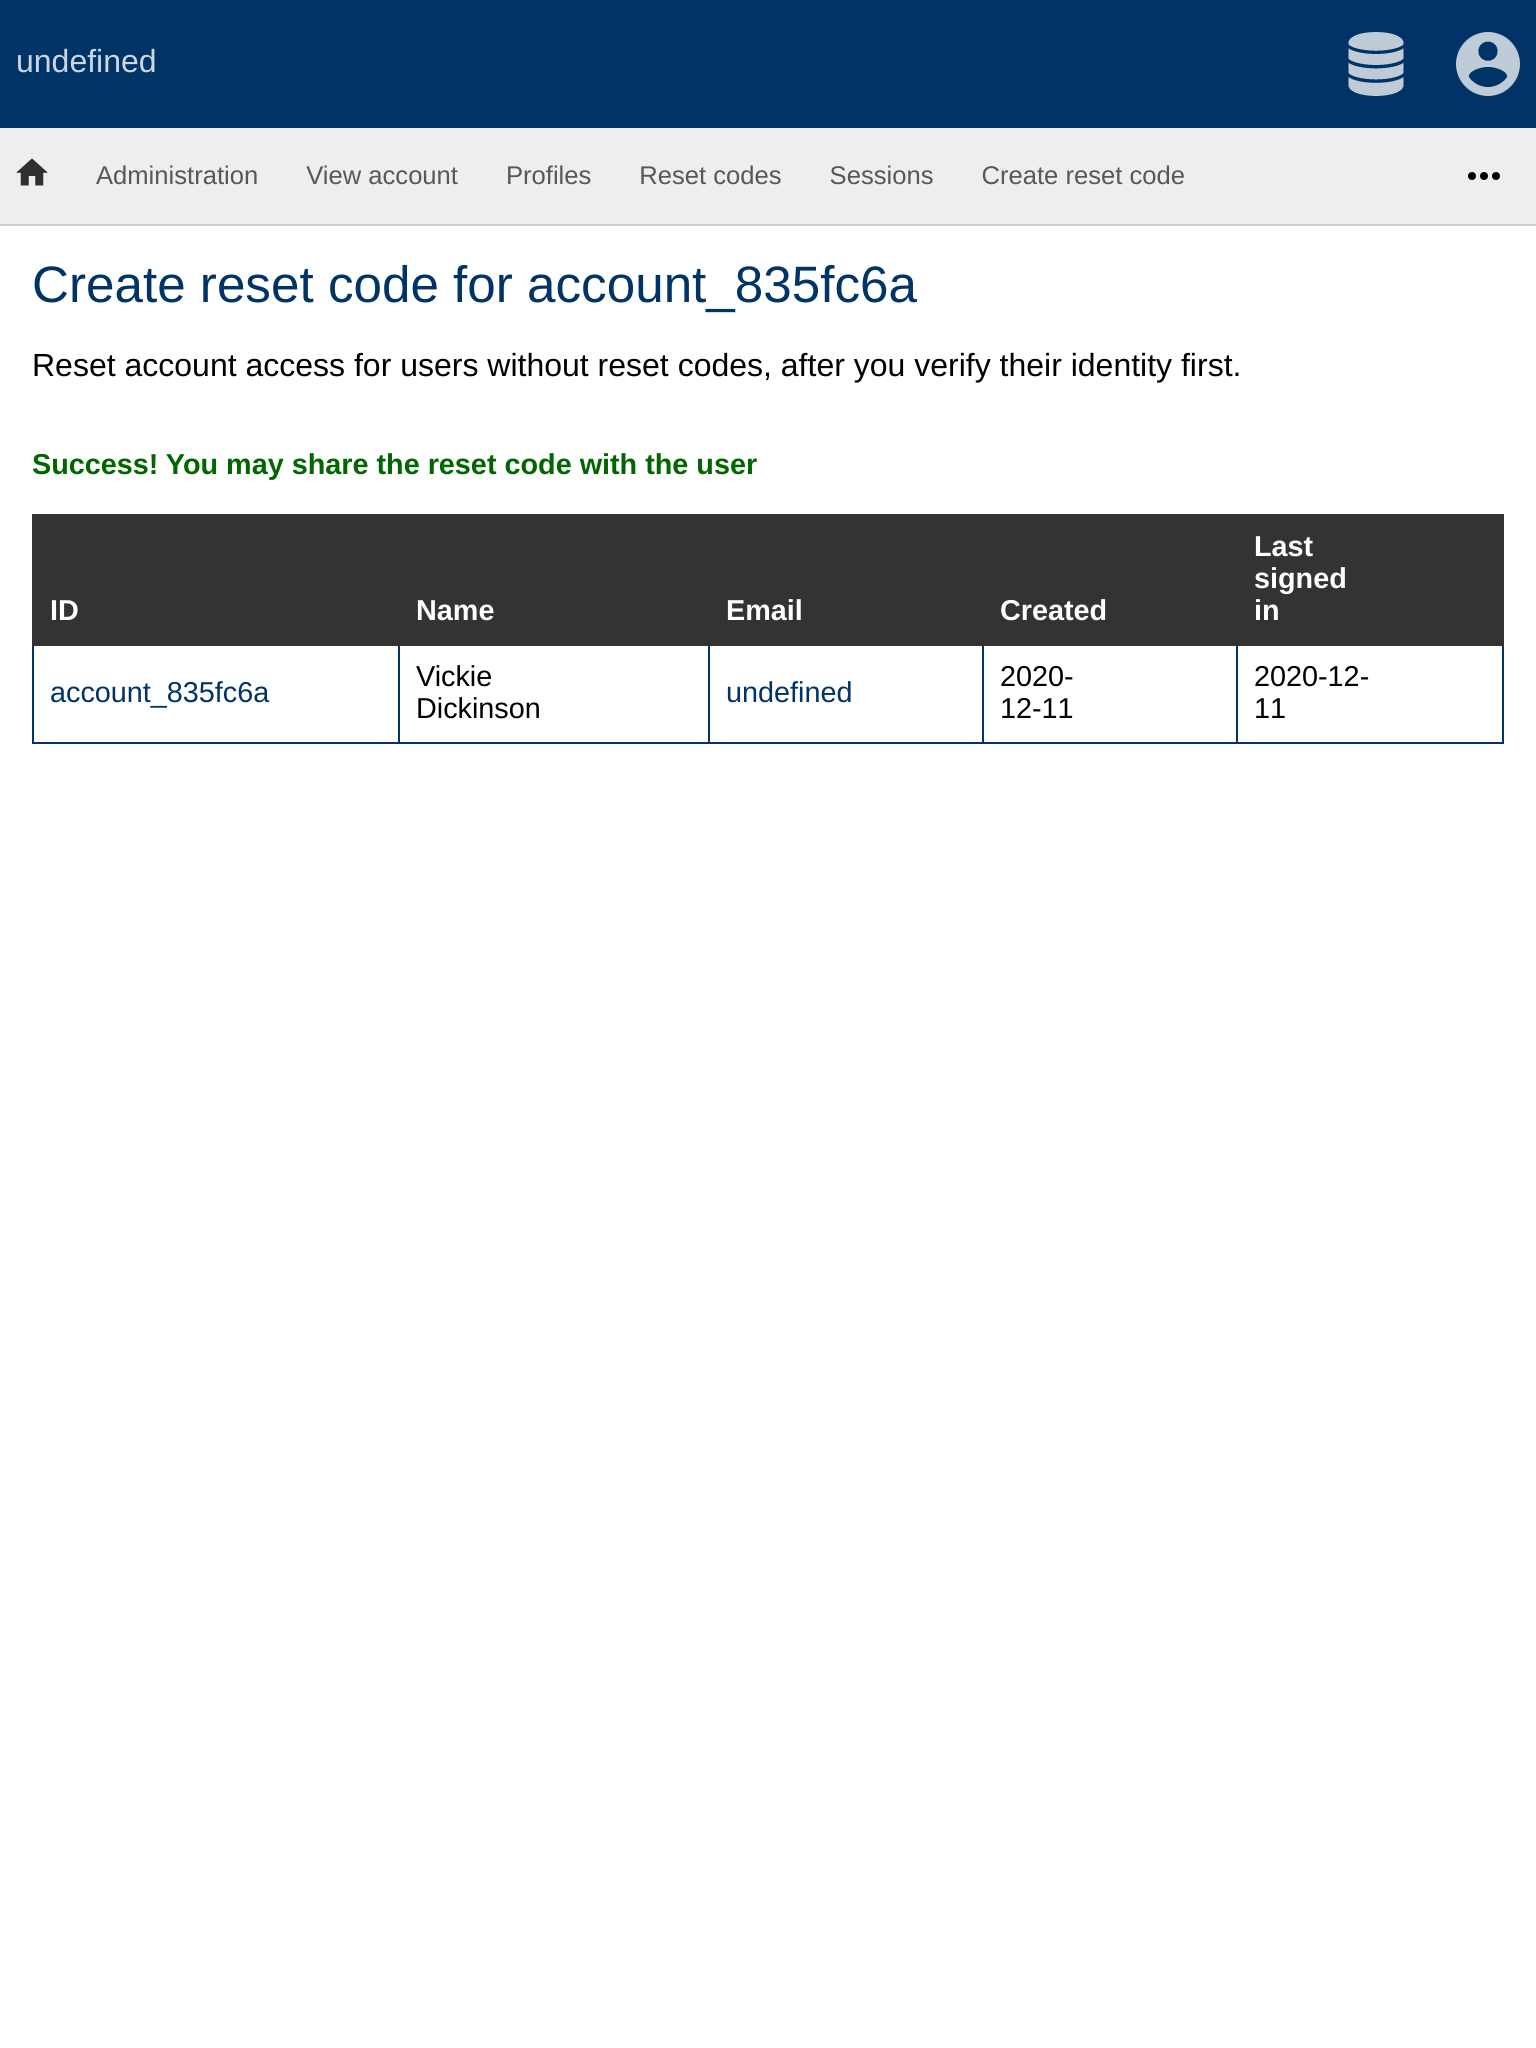 undefined
Administration View account Profiles Reset codes Sessions Create reset code
Create reset code for account_835fc6a
Reset account access for users without reset codes, after you verify their identity first.
Success! You may share the reset code with the user
ID Name Email Created Last
signed
in
account_835fc6a Vickie
Dickinson undefined 2020-
12-11 2020-12-
11